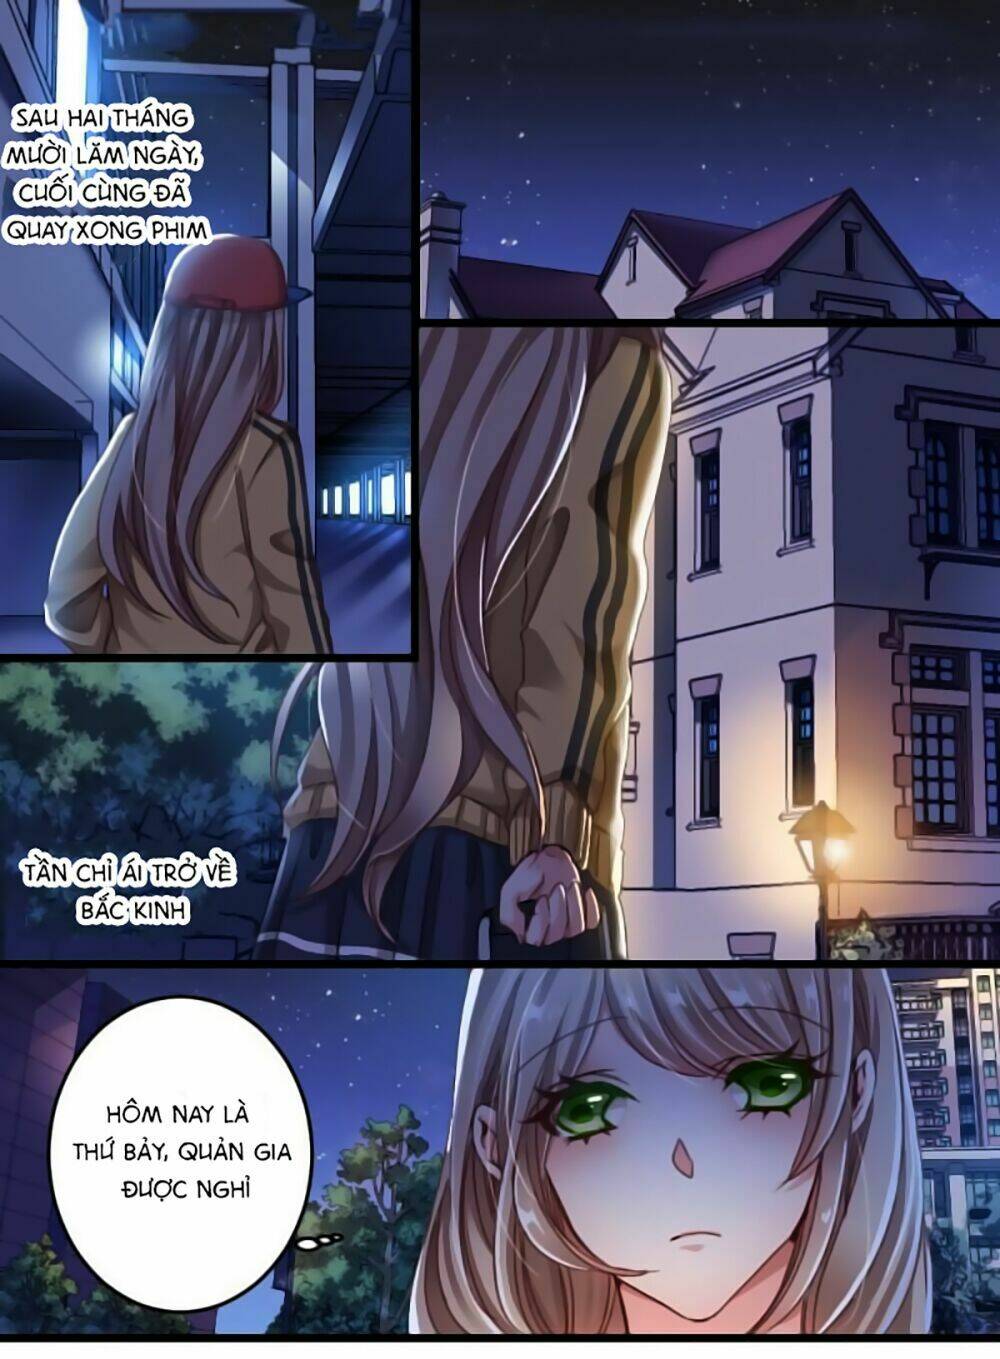 SAU HAI THÁNG
MƯỜI LĂM NGÀY,
CUỐI CÙNG ĐÃ
QUAY XONG PHIM
TẦN CHỈ ÁI TRỞ VỀ
BẮC KINH
HÔM NAY LÀ
THỨ BẢY, QUẢN GIA
ĐƯỢC NGHỈ